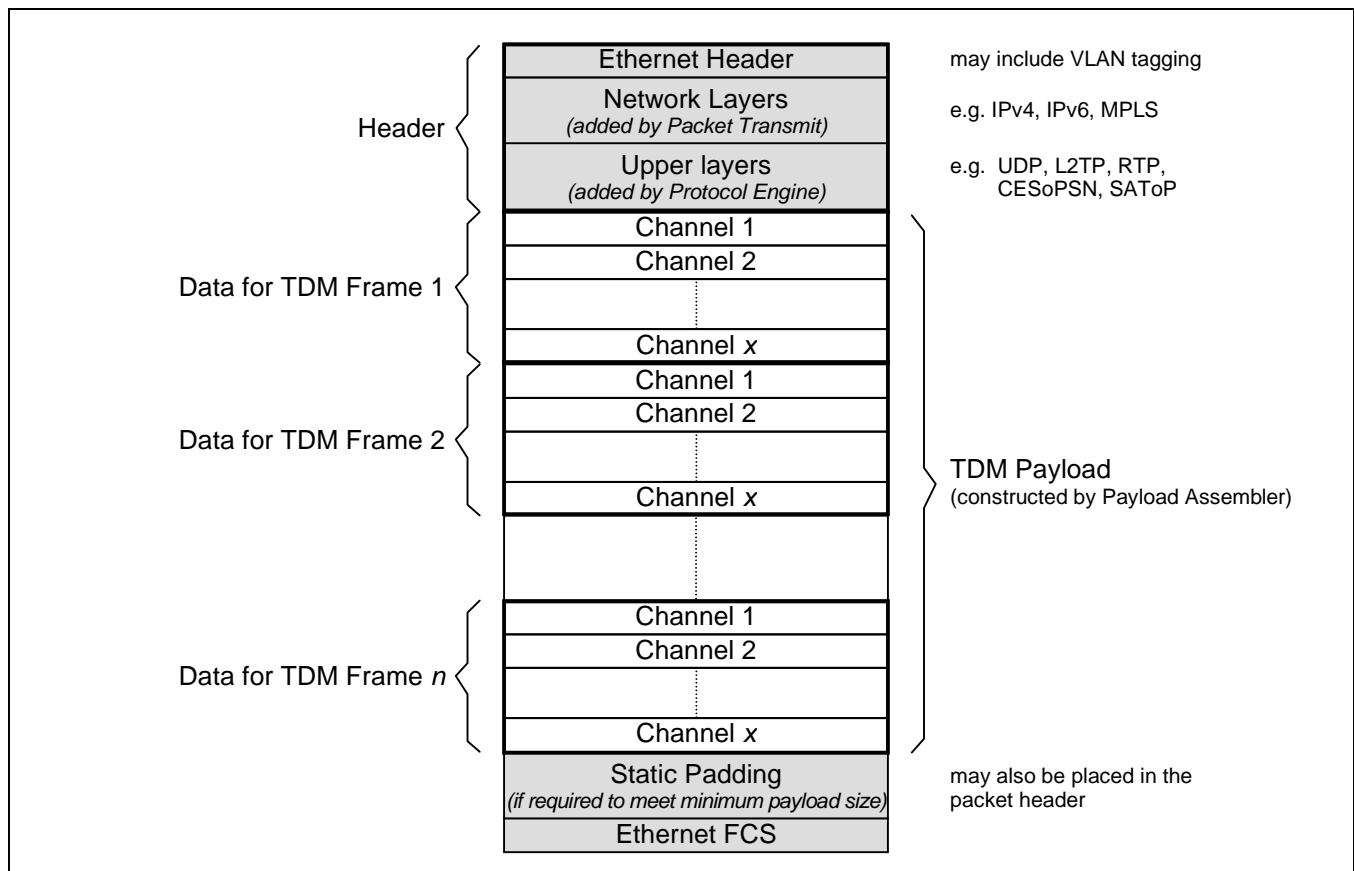 Ethernet Header
may include VLAN tagging
Network Layers
(added by Packet Transmit)
e.g. IPv4, IPv6, MPLS
Header
Upper layers
(added by Protocol Engine)
e.g. UDP, L2TP, RTP,
CESoPSN, SAToP
Channel 1
Channel 2
Data for TDM Frame 1
Channel x
Channel 1
Channel 2
Data for TDM Frame 2
Channel x
TDM Payload
(constructed by Payload Assembler)
Channel 1
Channel 2
Data for TDM Frame n
Channel x
Static Padding
(if required to meet minimum payload size)
may also be placed in the
packet header
Ethernet FCS